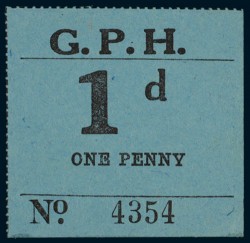 G. P. H.
1 d
ONE PENNY
No. 4354